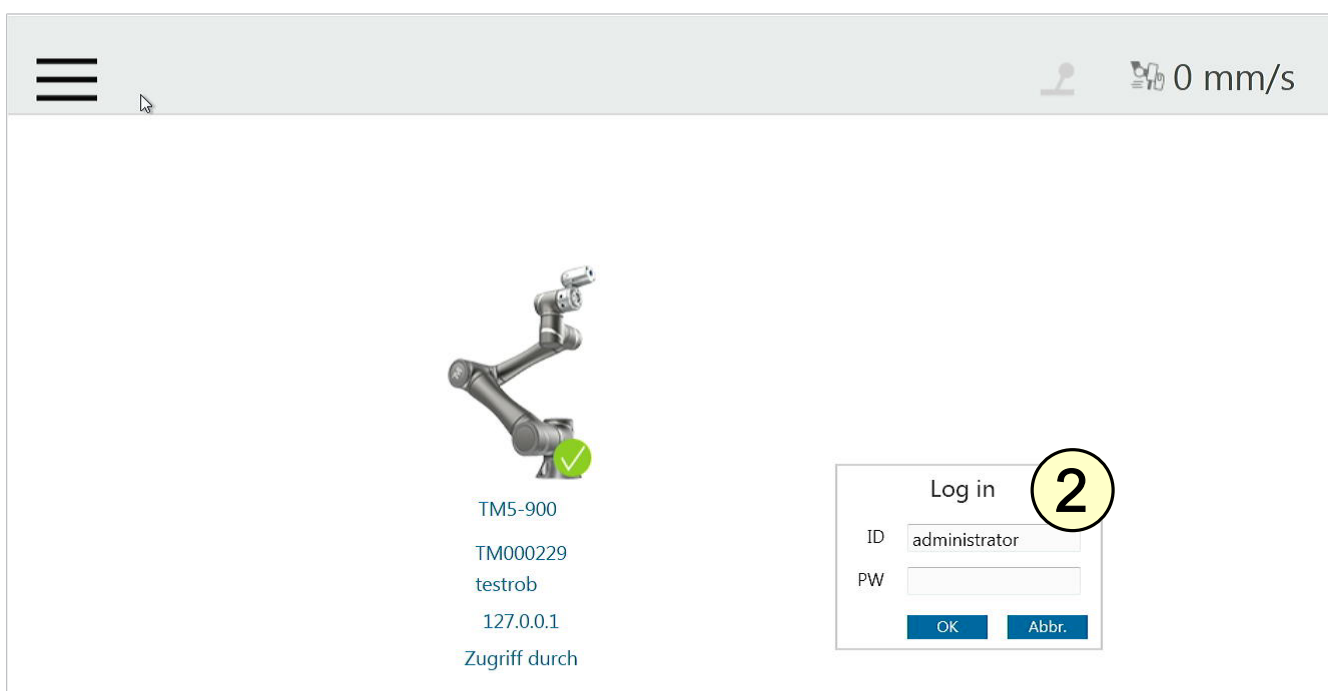 0 mm/s
TM5-900
TM000229
testrob
127.0.0.1
Zugriff durch
Log in
2
ID administrator
PW
OK Abbr.